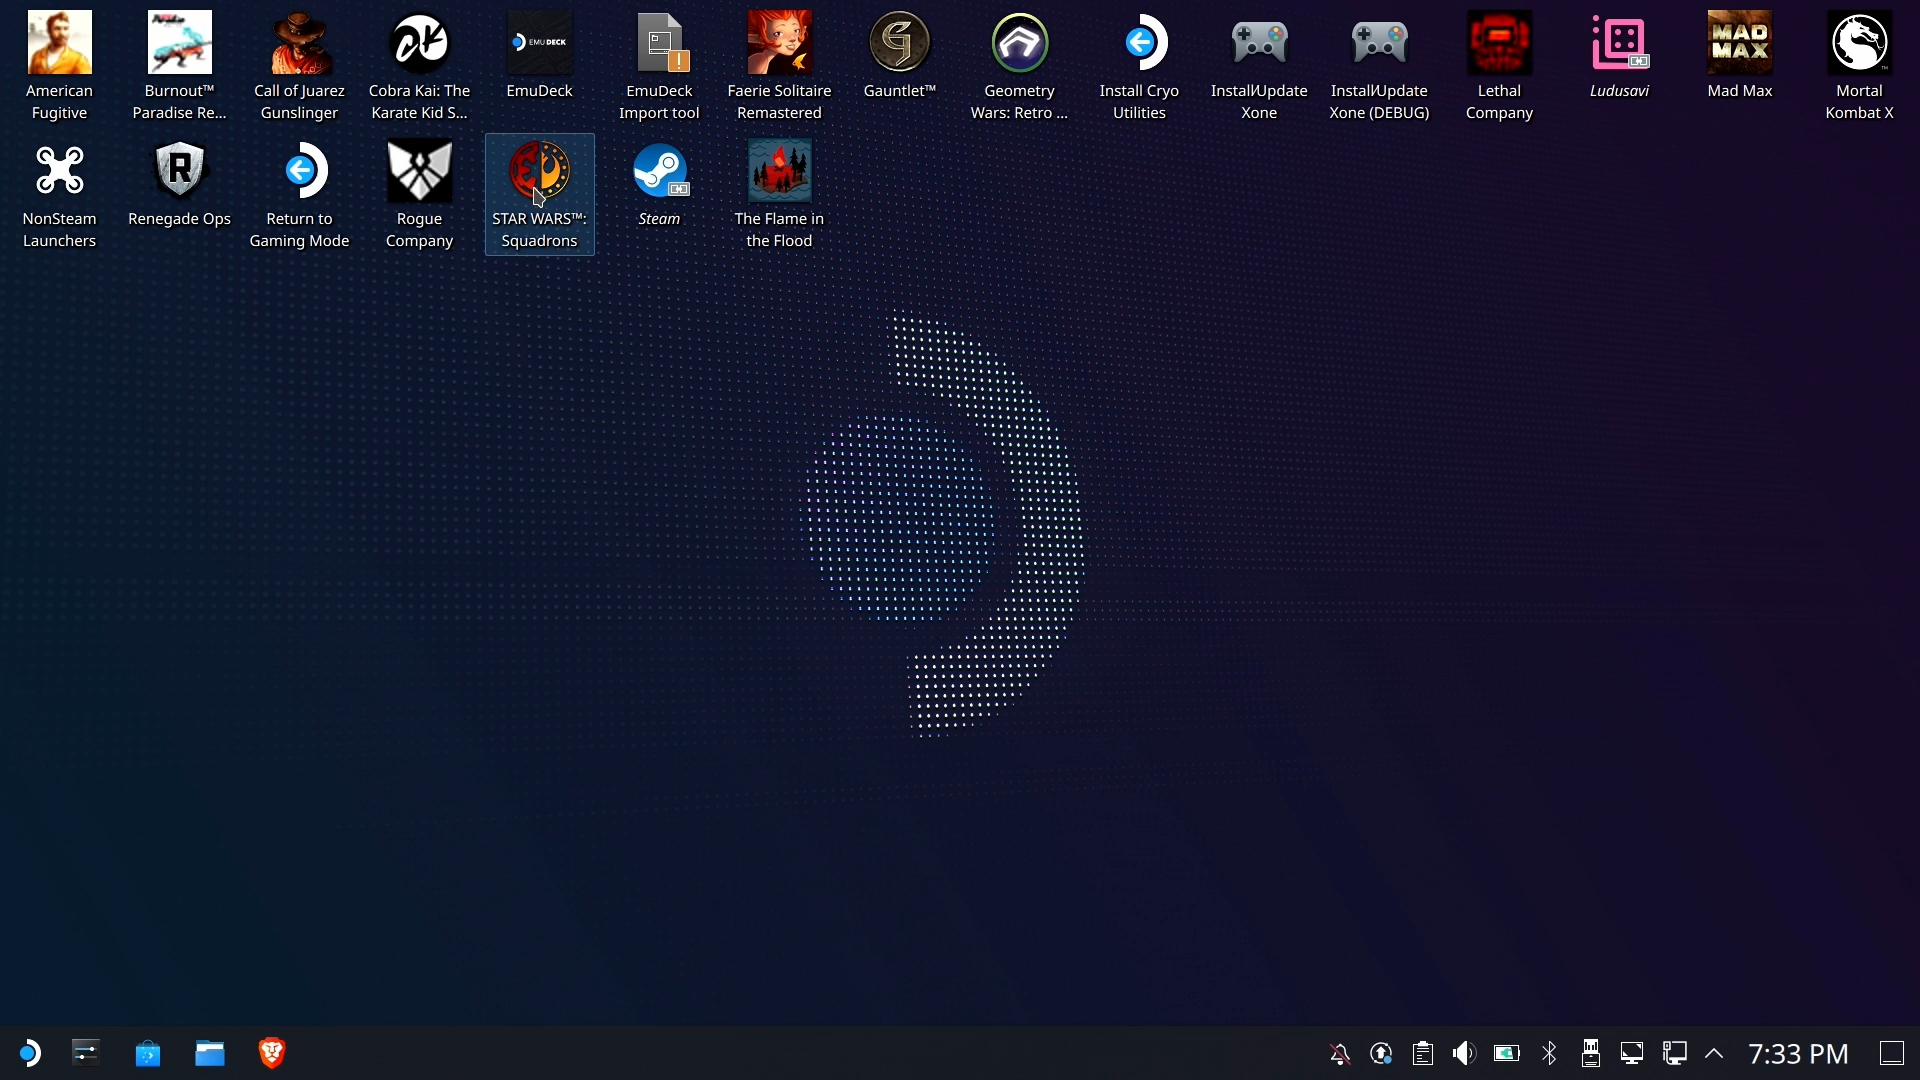 American
Fugitive
Burnout™
Paradise Re...
Call of Juarez
Gunslinger
CK
Cobra Kai: The
Karate Kid S...
EMUDECK
EmuDeck
EmuDeck
Import tool
Faerie Solitaire
Remastered
G
Gauntlet™
Geometry
Wars: Retro ...
Install Cryo
Utilities
Install/Update
Xone
Install/Update
Xone (DEBUG)
Lethal
Company
Ludusavi
MAD
MAX
Mad Max
Mortal
Kombat X
NonSteam
Launchers
R
Renegade Ops
Return to
Gaming Mode
Rogue
Company
STAR WARS™:
Squadrons
Steam
The Flame in
the Flood
7:33 PM